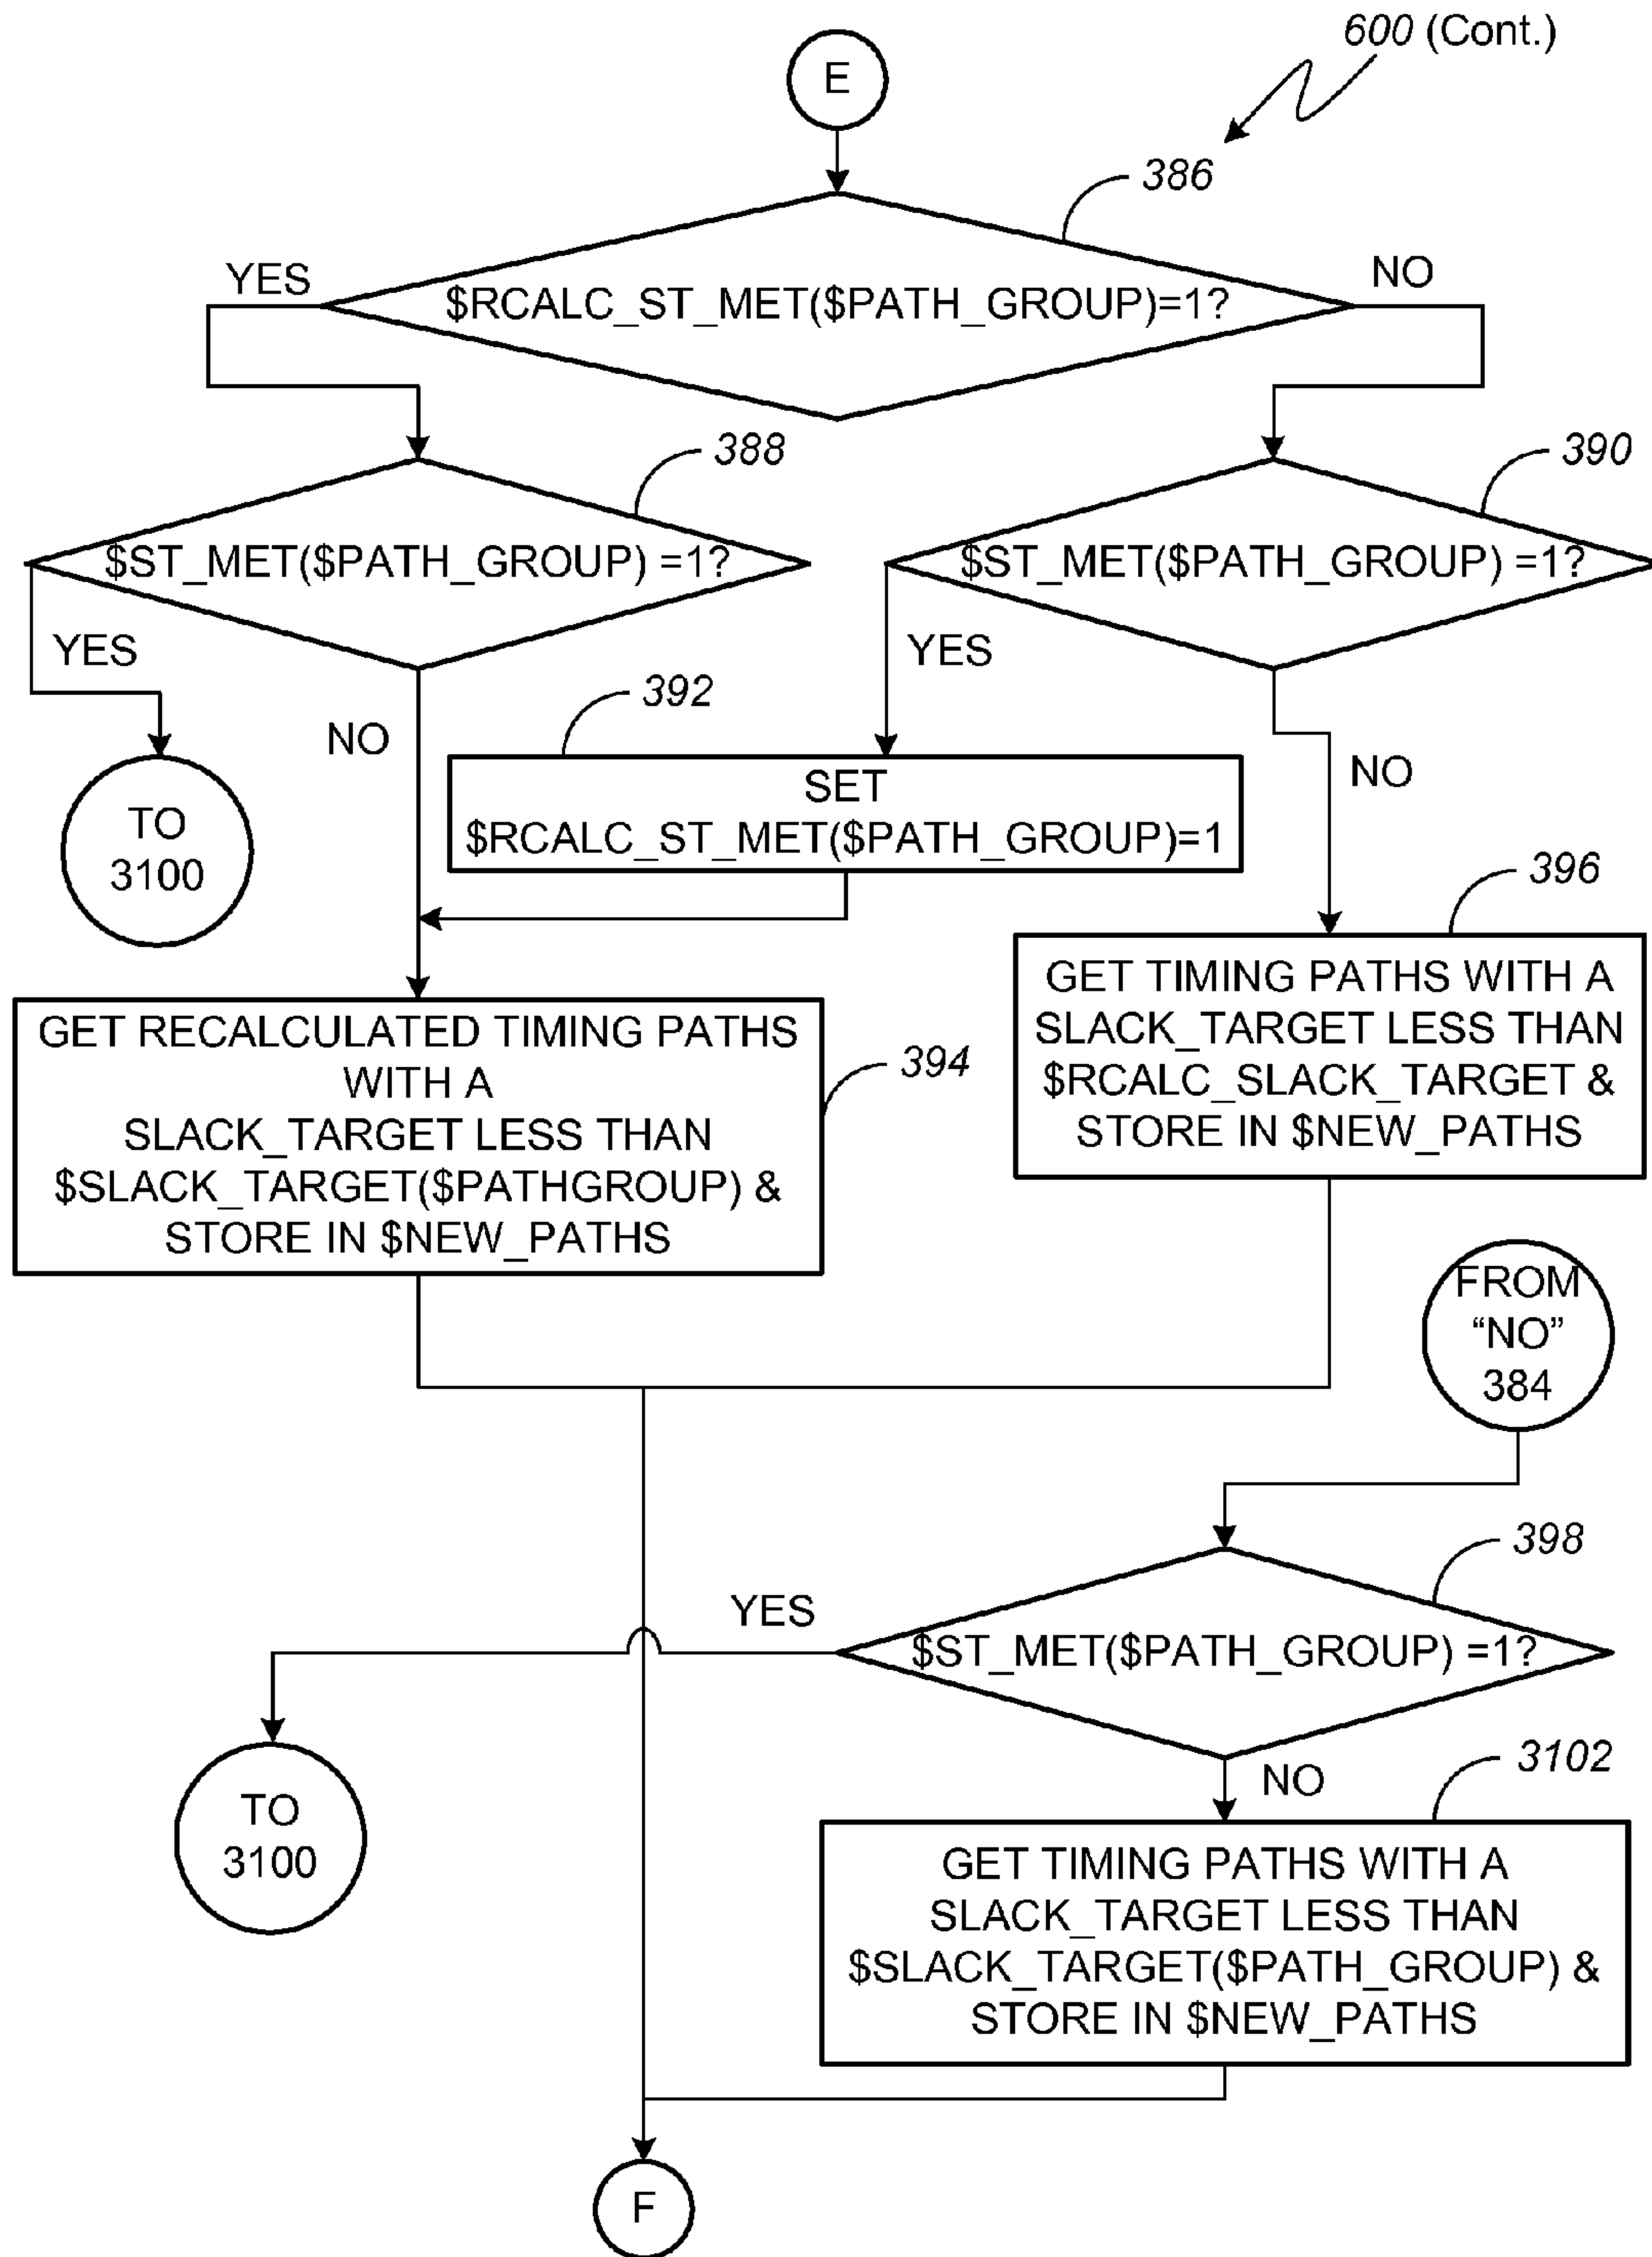 600 (Cont.)
E
386
YES
NO
$RCALC_ST_MET($PATH_GROUP)=1?
388
390
$ST_MET($PATH_GROUP) =1?
$ST_MET($PATH_GROUP) =1?
YES
YES
392
NO
NO
SET
$RCALC_ST_MET($PATH_GROUP)=1
TO
3100
396
GET TIMING PATHS WITH A
SLACK_TARGET LESS THAN
$RCALC_SLACK_TARGET &
STORE IN $NEW_PATHS
GET RECALCULATED TIMING PATHS
WITH A
SLACK_TARGET LESS THAN
$SLACK_TARGET($PATHGROUP) &
STORE IN $NEW_PATHS
394
FROM
“NO”
384
398
YES
$ST_MET($PATH_GROUP) =1?
3102
NO
TO
3100
GET TIMING PATHS WITH A
SLACK_TARGET LESS THAN
$SLACK_TARGET($PATH_GROUP) &
STORE IN $NEW_PATHS
F